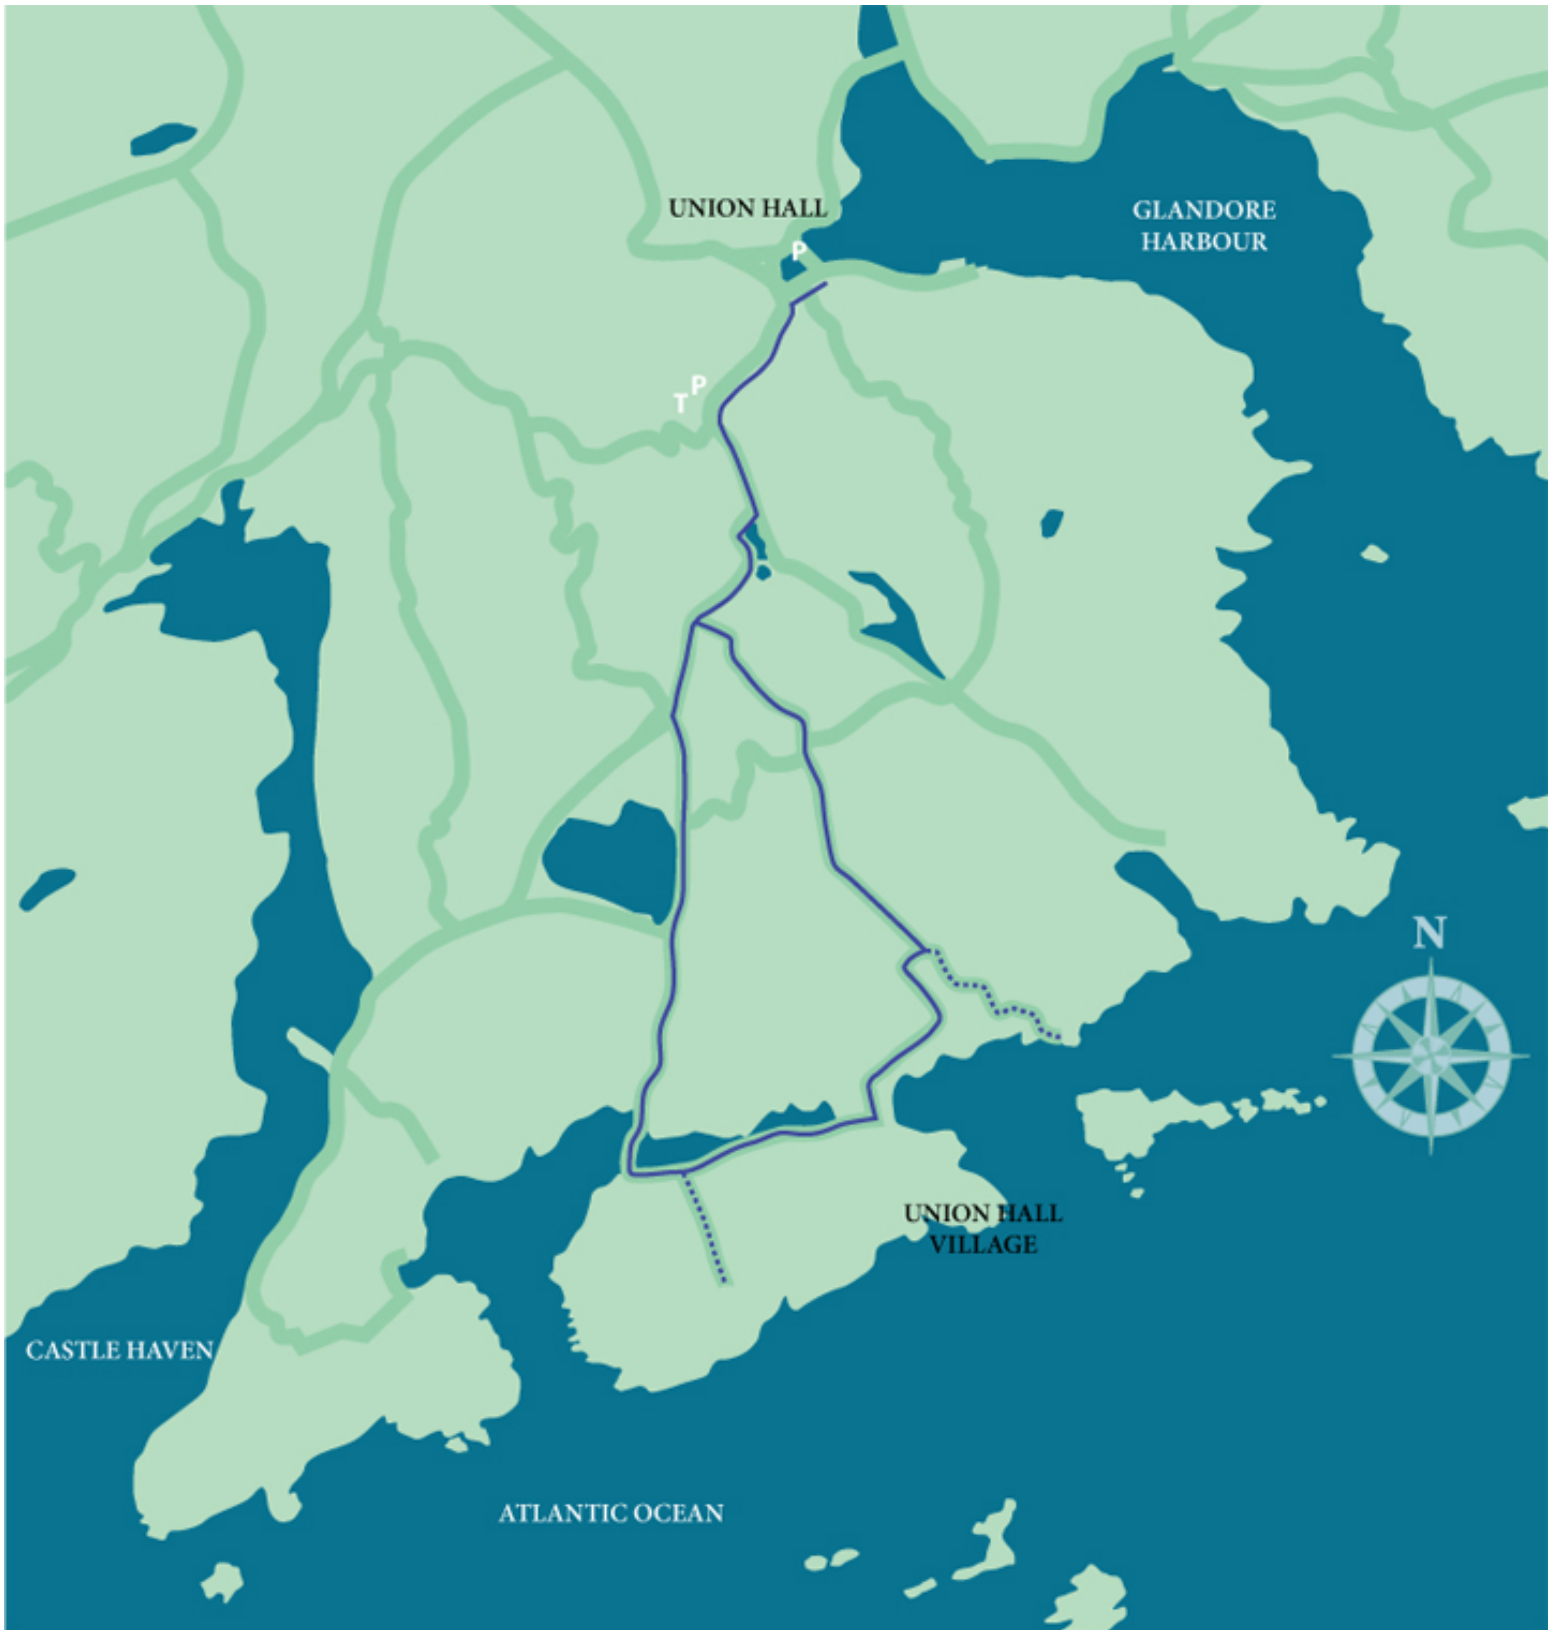 UNION HALL
P
GLANDORE
HARBOUR
P
T
N
UNION HALL
VILLAGE
CASTLE HAVEN
ATLANTIC OCEAN